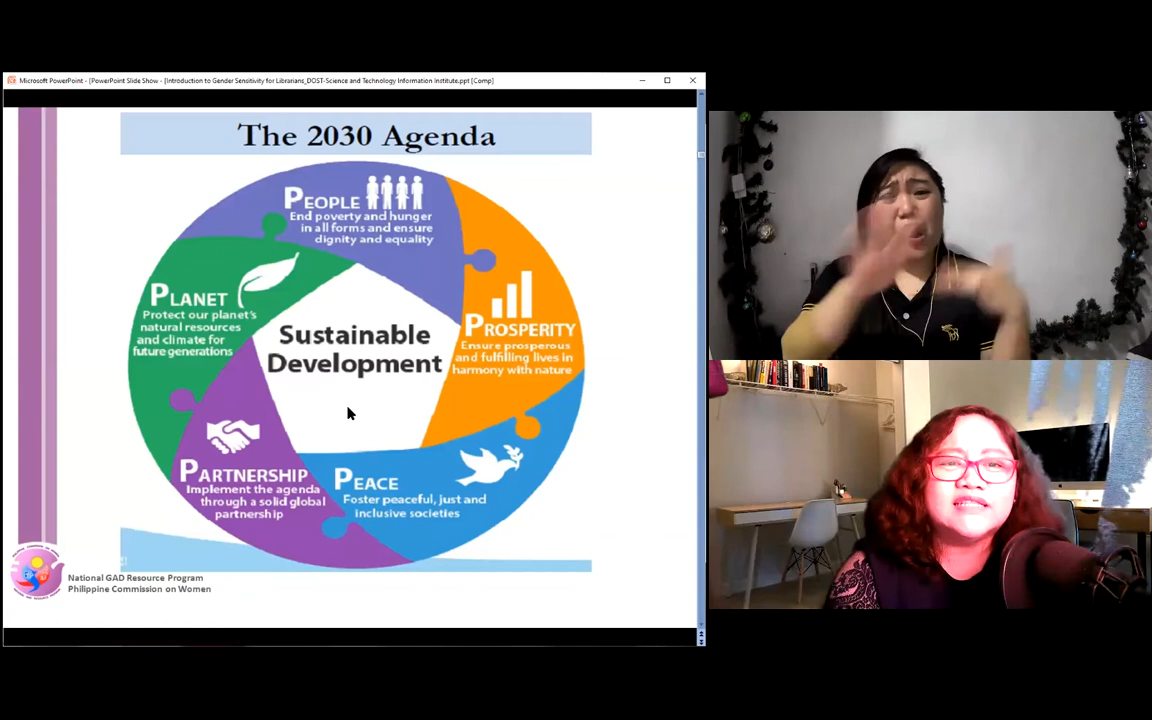 Microsoft PowerPoint - [PowerPoint Slide Show - [Introduction to Gender Sensitivity for Librarians_DOST-Science and Technology Information Institute.ppt [Comp]
The 2030 Agenda
PEOPLE
End poverty and hunger
in all forms and ensure
dignity and equality
PLANET
Protect our planet's
natural resources
and climate for
future generations
PROSPERITY
Ensure prosperous
and fulfilling lives in
harmony with nature
Sustainable
Development
PARTNERSHIP
Implement the agenda
through a solid global
partnership
PEACE
Foster peaceful, just and
inclusive societies
National GAD Resource Program
Philippine Commission on Women